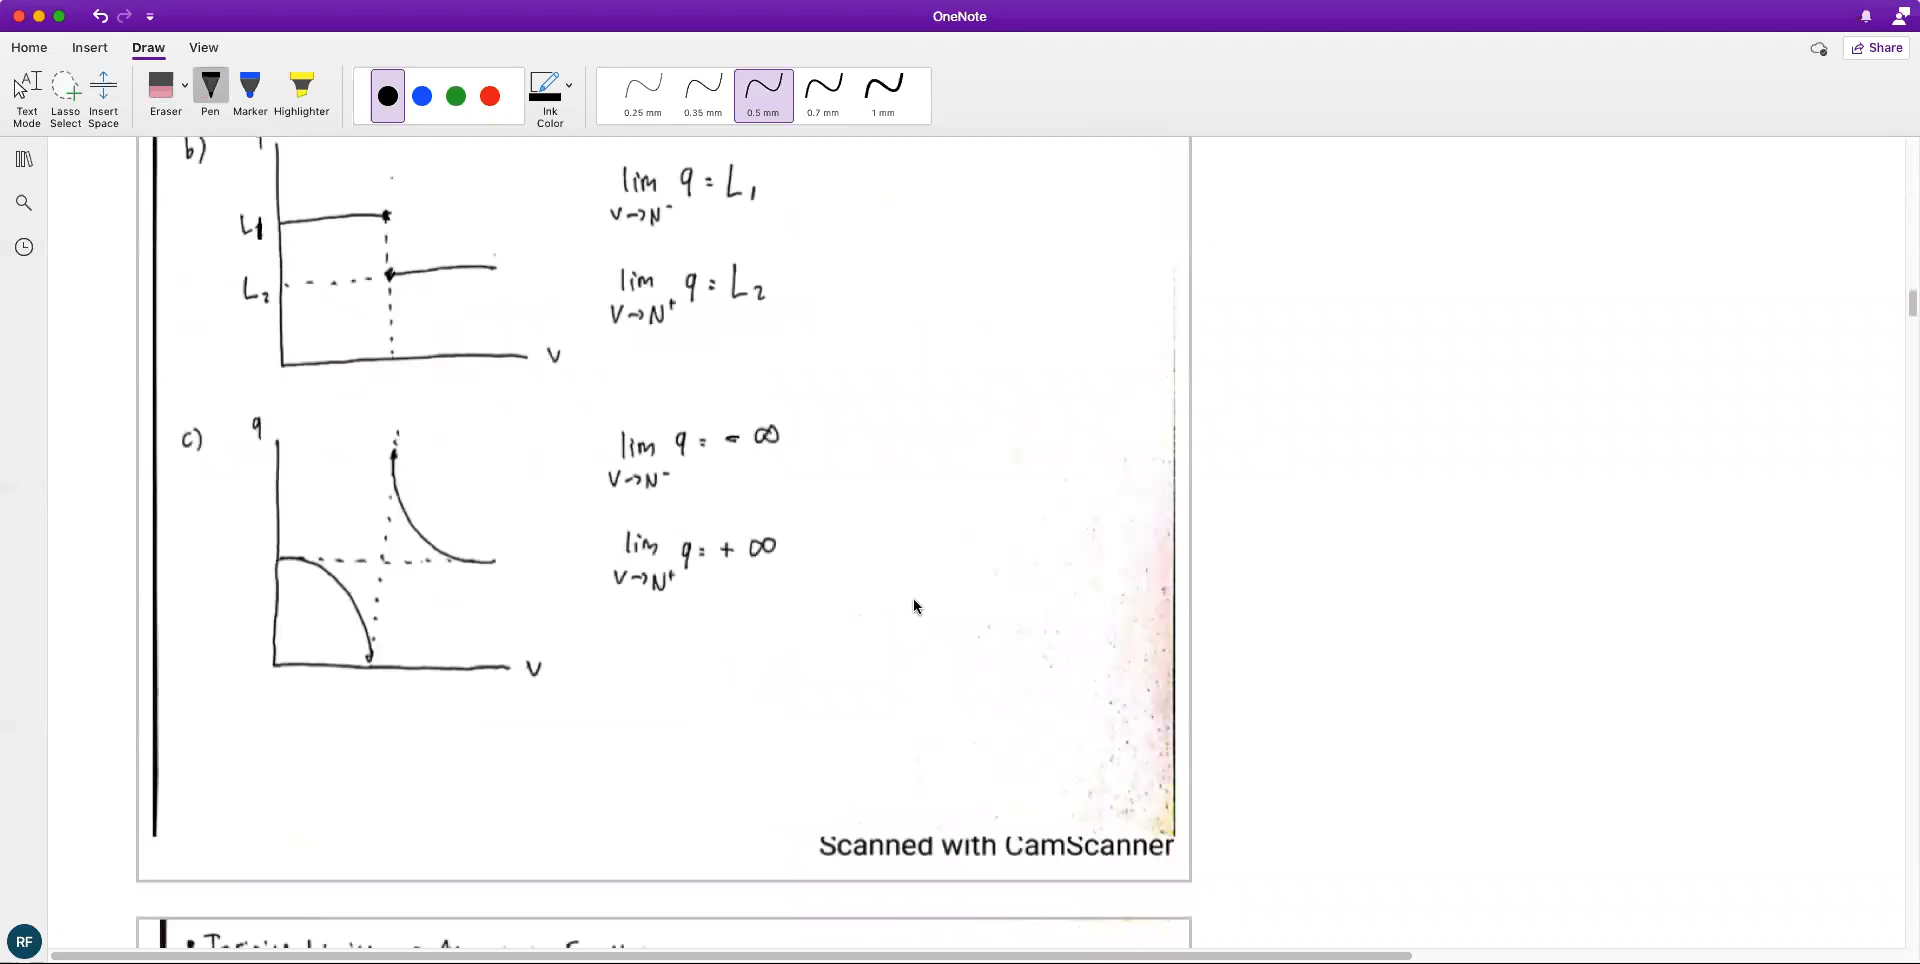 OneNote
Home Insert Draw View
Share
Text Mode
Lasso Select
Insert Space
Eraser
Pen
Marker
Highlighter
Ink Color
0.25 mm
0.35 mm
0.5 mm
0.7 mm
1 mm
b)
lim q = L₁
V→N⁻
L1
L₂
lim q = L₂
V→N⁺
V
c)
q
lim q = - ∞
V→N⁻
lim q = + ∞
V→N⁺
V
Scanned with CamScanner
RF